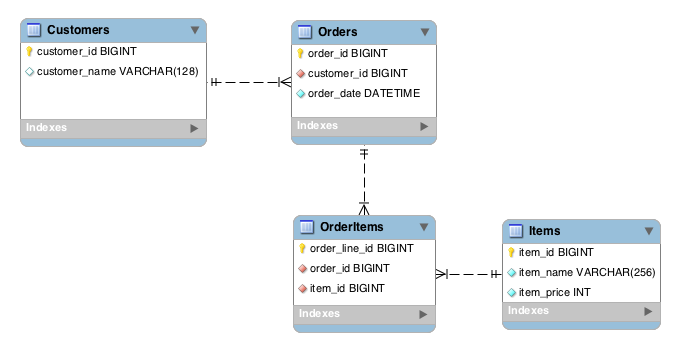 Customers
customer_id BIGINT
customer_name VARCHAR(128)
Indexes
Orders
order_id BIGINT
customer_id BIGINT
order_date DATETIME
Indexes
OrderItems
order_line_id BIGINT
order_id BIGINT
item_id BIGINT
Indexes
Items
item_id BIGINT
item_name VARCHAR(256)
item_price INT
Indexes